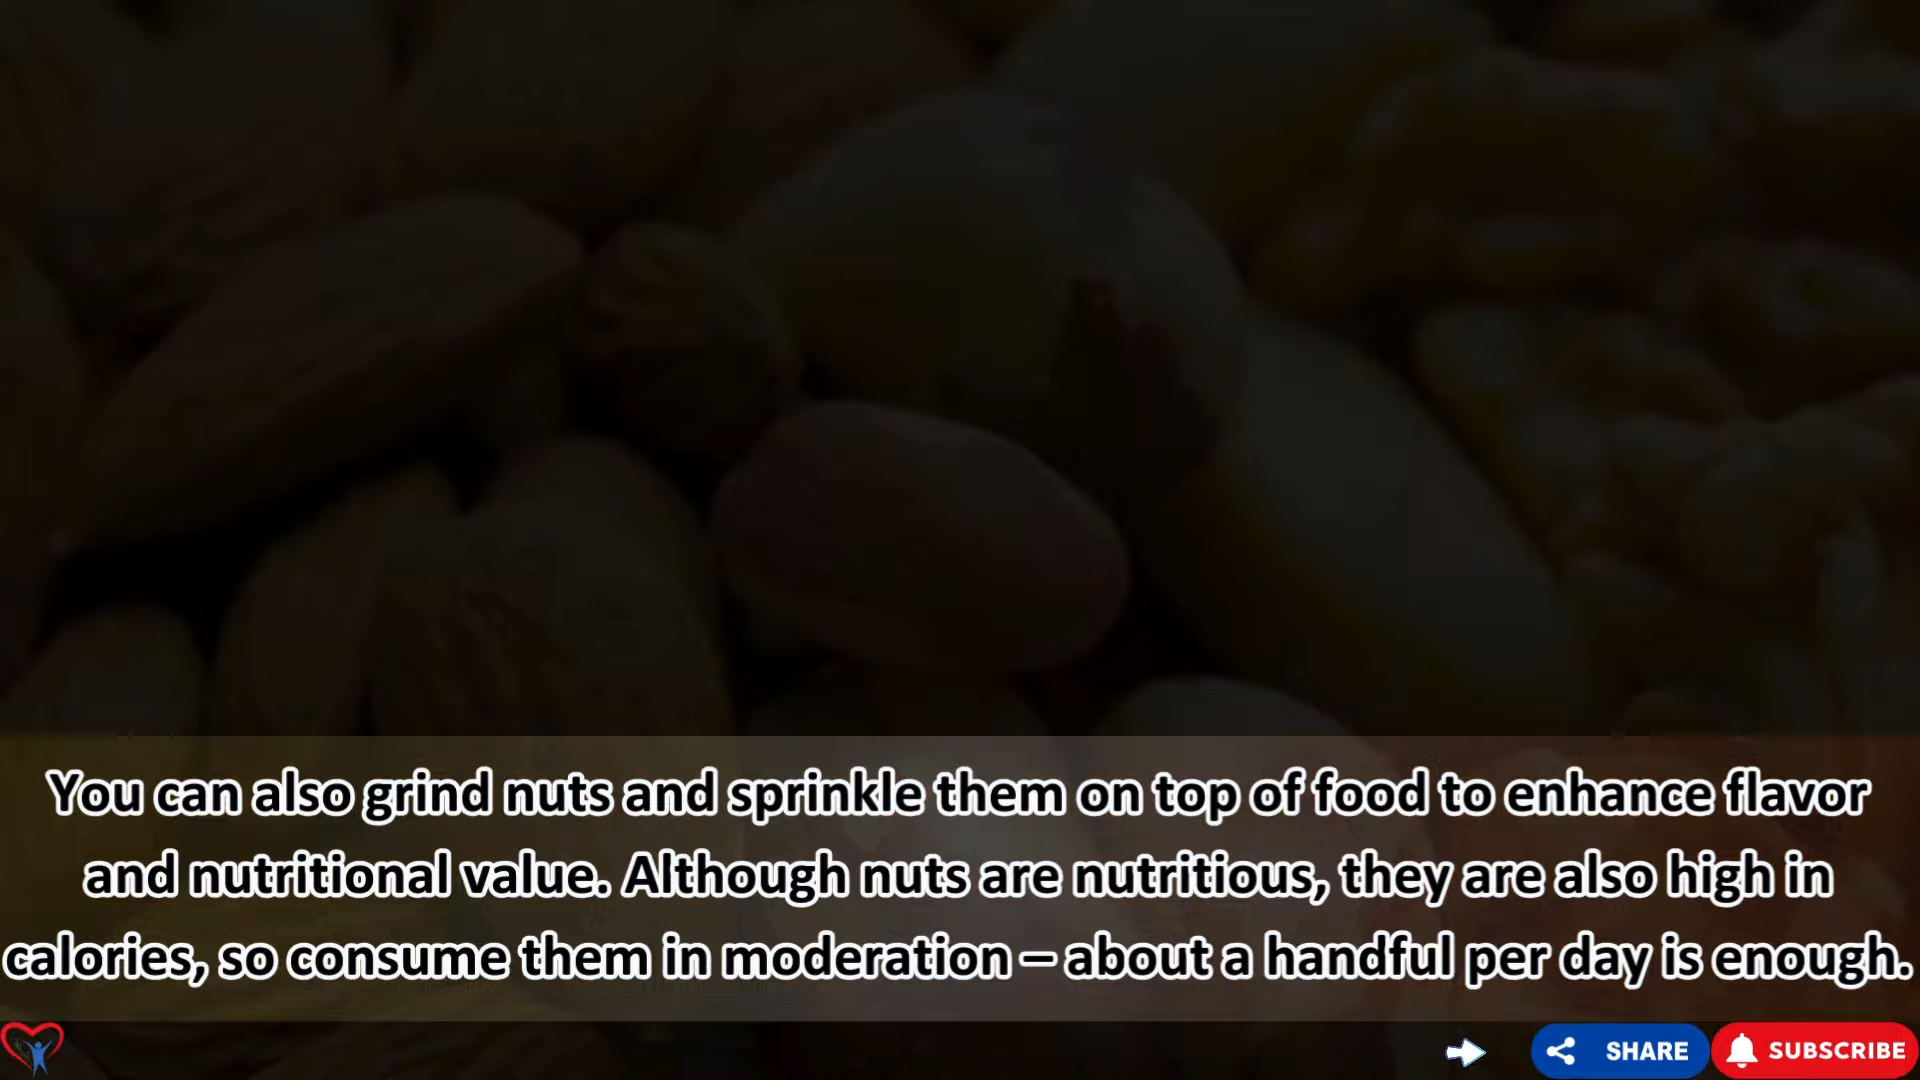 You can also grind nuts and sprinkle them on top of food to enhance flavor
and nutritional value. Although nuts are nutritious, they are also high in
calories, so consume them in moderation – about a handful per day is enough.
SHARE
SUBSCRIBE